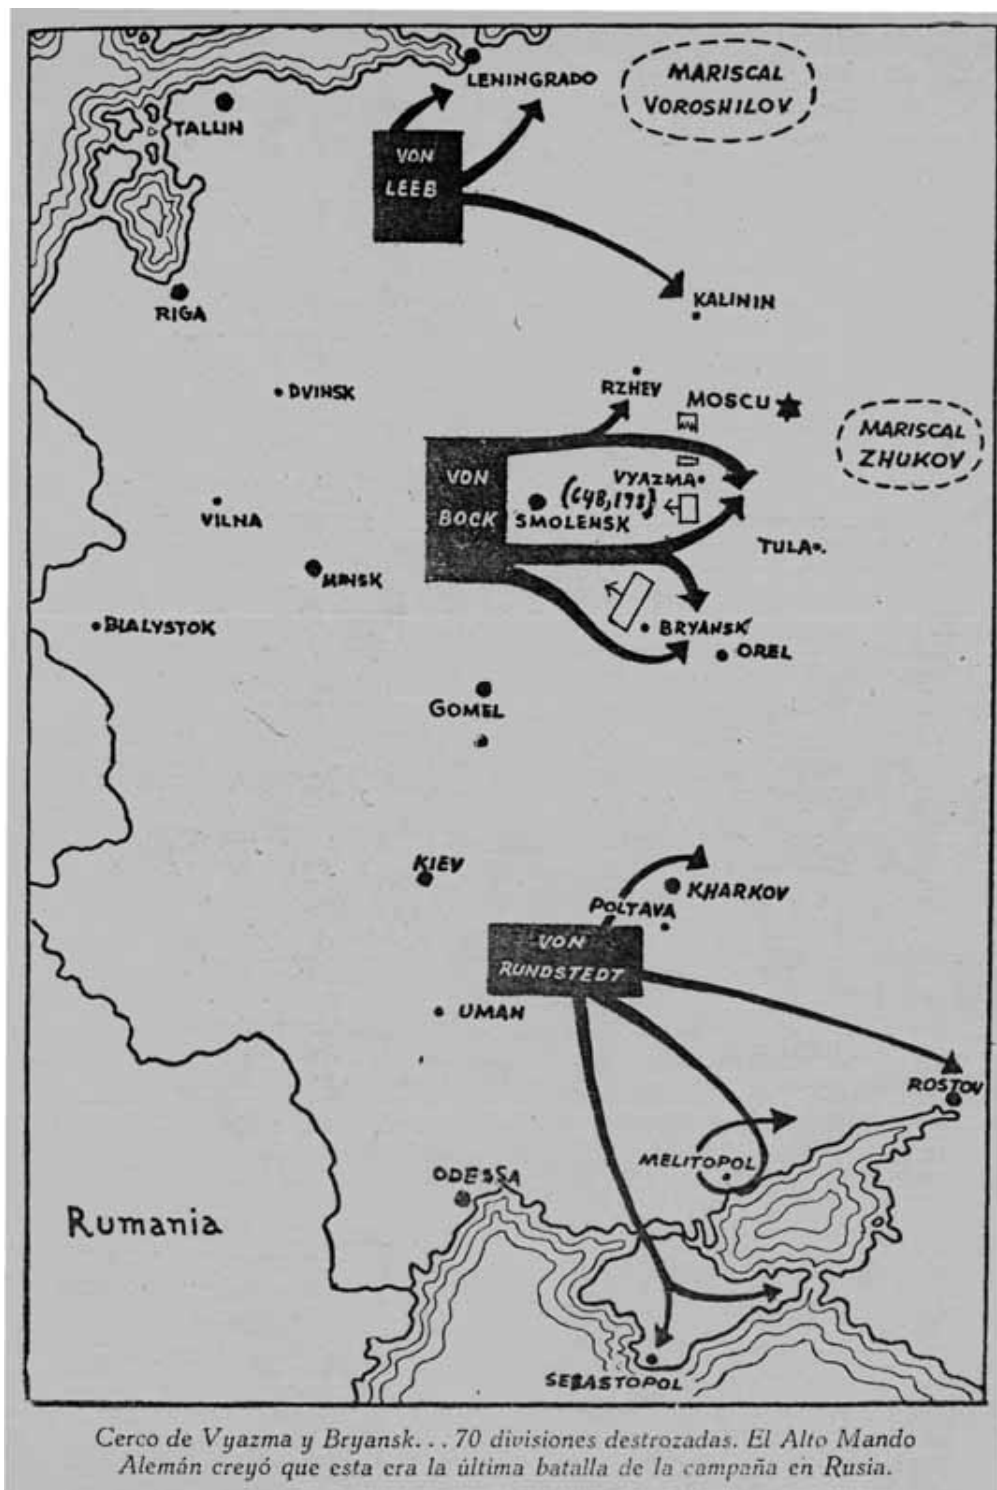 LENINGRADO
MARISCAL
VOROSHILOV
TALLIN
VON
LEEB
RIGA
KALININ
DVINSK
RZHEV
MOSCU
MARISCAL
ZHUKOV
VON
BOCK
VYAZMA
(648,198)
SMOLENSK
VILNA
TULA
MINSK
BIALYSTOK
BRYANSK
OREL
GOMEL
KIEV
KHARKOV
POLTAVA
VON
RUNDSTEDT
UMAN
ROSTOV
MELITOPOL
ODESSA
Rumania
SEBASTOPOL
Cerco de Vyazma y Bryansk... 70 divisiones destrozadas. El Alto Mando
Alemán creyó que esta era la última batalla de la campaña en Rusia.